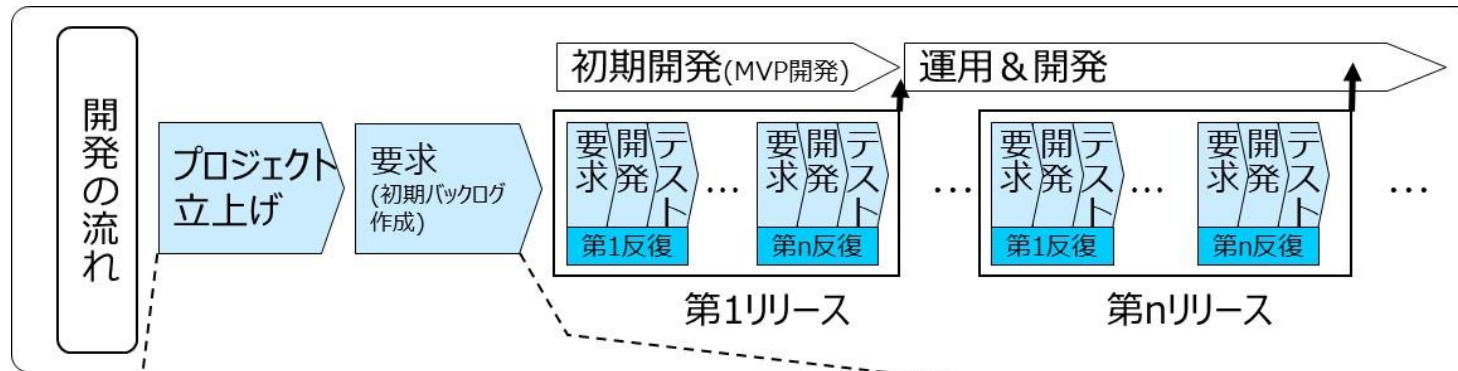 開発の流れ
初期開発(MVP開発)
運用＆開発
プロジェクト
立上げ
要求
(初期バックログ
作成)
要求
開発
テスト
第1反復
…
要求
開発
テスト
第n反復
第1リリース
…
要求
開発
テスト
第1反復
…
要求
開発
テスト
第n反復
第nリリース
…